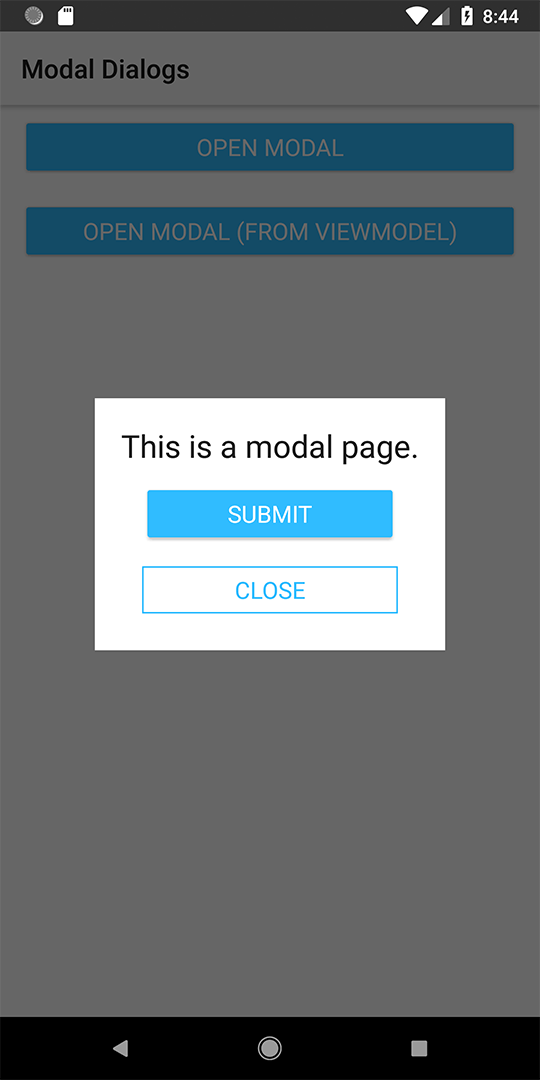 8:44
Modal Dialogs
OPEN MODAL
OPEN MODAL (FROM VIEWMODEL)
This is a modal page.
SUBMIT
CLOSE